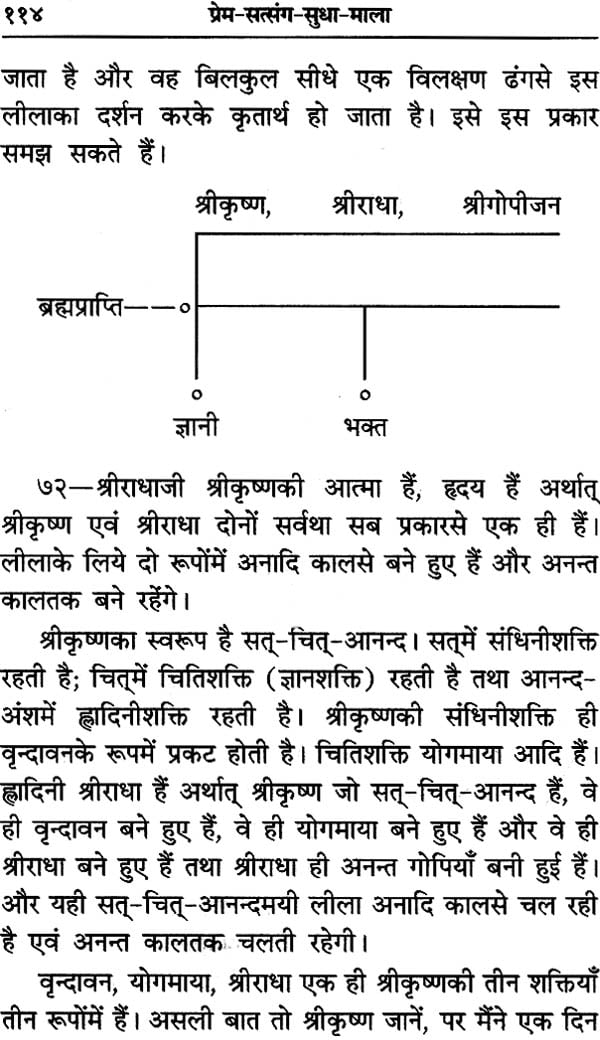 ११४ प्रेम-सत्संग-सुधा-माला
जाता है और वह बिलकुल सीधे एक विलक्षण ढंगसे इस
लीलाका दर्शन करके कृतार्थ हो जाता है। इसे इस प्रकार
समझ सकते हैं।
श्रीकृष्ण, श्रीराधा, श्रीगोपीजन
ब्रह्मप्राप्ति
ज्ञानी भक्त
७२—श्रीराधाजी श्रीकृष्णकी आत्मा हैं, हृदय हैं अर्थात्
श्रीकृष्ण एवं श्रीराधा दोनों सर्वथा सब प्रकारसे एक ही हैं।
लीलाके लिये दो रूपोंमें अनादि कालसे बने हुए हैं और अनन्त
कालतक बने रहेंगे।
श्रीकृष्णका स्वरूप है सत्-चित्-आनन्द। सत्‌में संधिनीशक्ति
रहती है; चित्‌में चितिशक्ति (ज्ञानशक्ति) रहती है तथा आनन्द-
अंशमें ह्लादिनीशक्ति रहती है। श्रीकृष्णकी संधिनीशक्ति ही
वृन्दावनके रूपमें प्रकट होती है। चितिशक्ति योगमाया आदि हैं।
ह्लादिनी श्रीराधा हैं अर्थात् श्रीकृष्ण जो सत्-चित्-आनन्द हैं, वे
ही वृन्दावन बने हुए हैं, वे ही योगमाया बने हुए हैं और वे ही
श्रीराधा बने हुए हैं तथा श्रीराधा ही अनन्त गोपियाँ बनी हुई हैं।
और यही सत्-चित्-आनन्दमयी लीला अनादि कालसे चल रही
है एवं अनन्त कालतक चलती रहेगी।
वृन्दावन, योगमाया, श्रीराधा एक ही श्रीकृष्णकी तीन शक्तियाँ
तीन रूपोंमें हैं। असली बात तो श्रीकृष्ण जानें, पर मैंने एक दिन